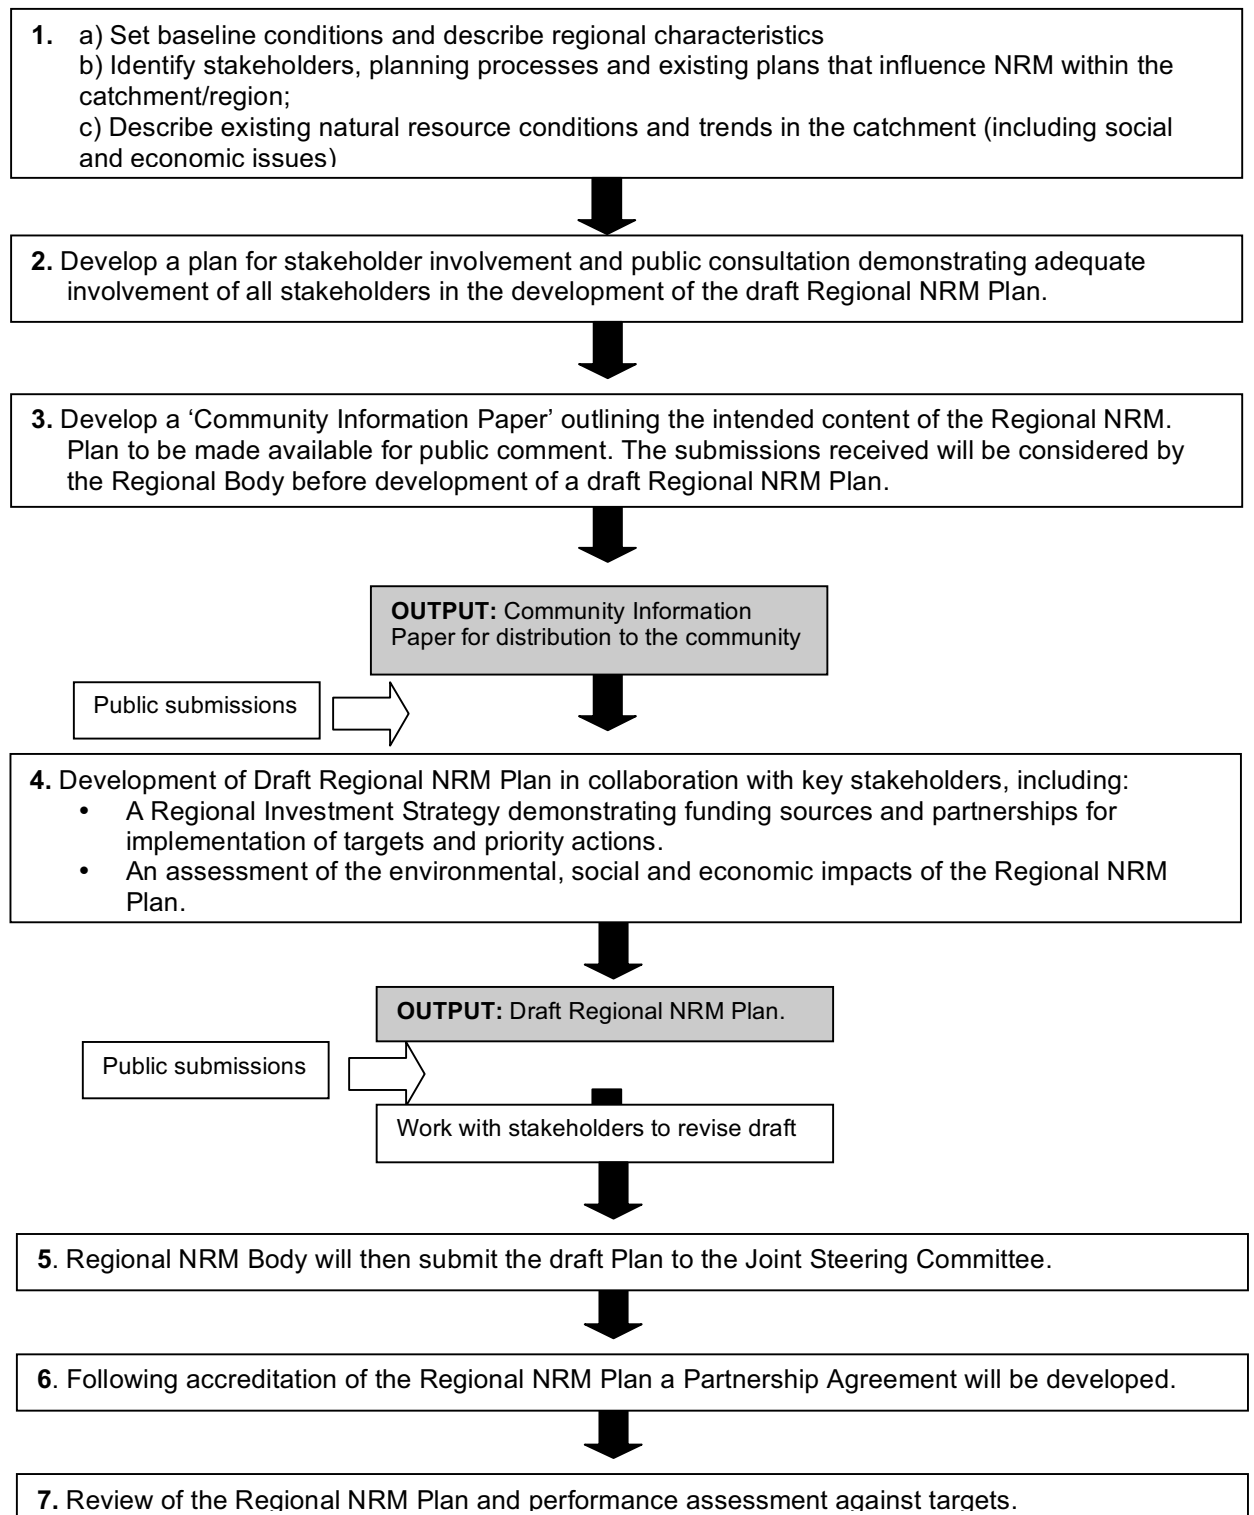 1. a) Set baseline conditions and describe regional characteristics
b) Identify stakeholders, planning processes and existing plans that influence NRM within the
catchment/region;
c) Describe existing natural resource conditions and trends in the catchment (including social
and economic issues)
2. Develop a plan for stakeholder involvement and public consultation demonstrating adequate
involvement of all stakeholders in the development of the draft Regional NRM Plan.
3. Develop a ‘Community Information Paper’ outlining the intended content of the Regional NRM.
Plan to be made available for public comment. The submissions received will be considered by
the Regional Body before development of a draft Regional NRM Plan.
OUTPUT: Community Information
Paper for distribution to the community
Public submissions
4. Development of Draft Regional NRM Plan in collaboration with key stakeholders, including:
• A Regional Investment Strategy demonstrating funding sources and partnerships for
implementation of targets and priority actions.
• An assessment of the environmental, social and economic impacts of the Regional NRM
Plan.
OUTPUT: Draft Regional NRM Plan.
Public submissions
Work with stakeholders to revise draft
5. Regional NRM Body will then submit the draft Plan to the Joint Steering Committee.
6. Following accreditation of the Regional NRM Plan a Partnership Agreement will be developed.
7. Review of the Regional NRM Plan and performance assessment against targets.